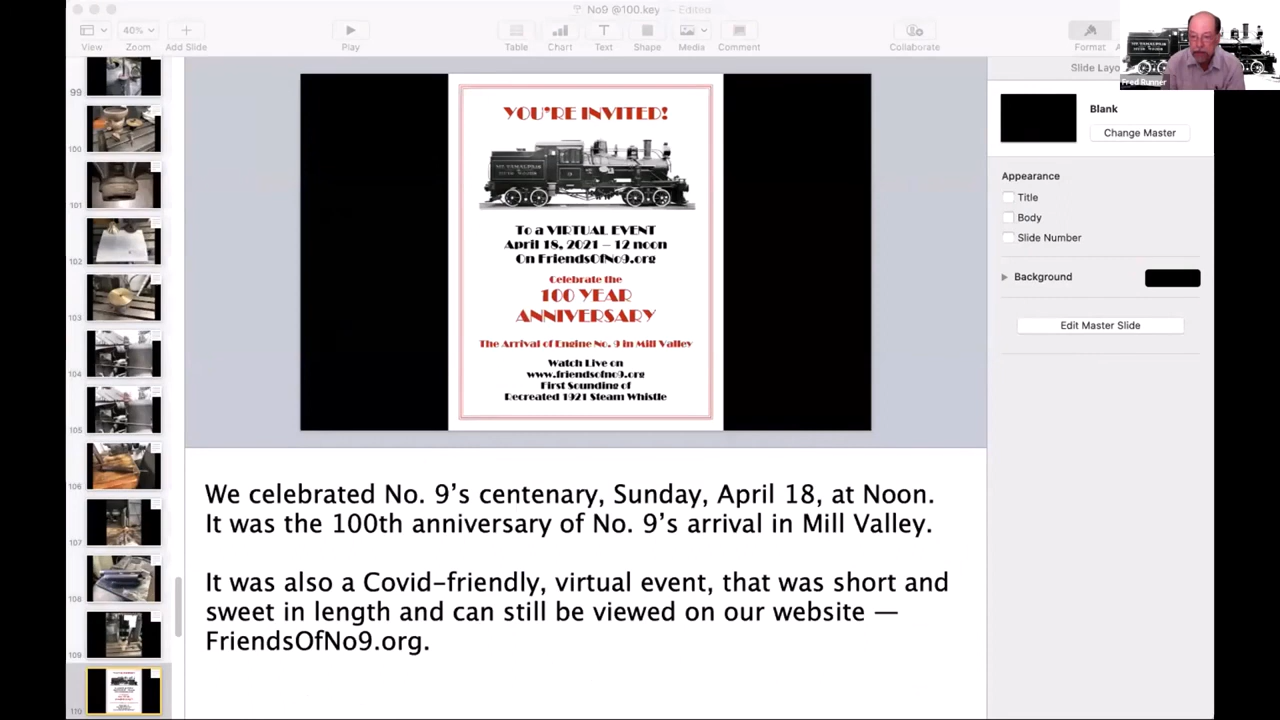 No9 @100.key — Edited
View
40%
Zoom
Add Slide
Play
Table
Chart
Text
Shape
Media
Comment
Collaborate
Format
Slide Layo
Fred Runner
99
100
101
102
103
104
105
106
107
108
109
110
YOU'RE INVITED!
To a VIRTUAL EVENT
April 18, 2021 – 12 noon
On FriendsOfNo9.org
Celebrate the
100 YEAR
ANNIVERSARY
The Arrival of Engine No. 9 in Mill Valley
Watch Live on
www.friendsofno9.org
First Sounding of
Recreated 1921 Steam Whistle
Blank
Change Master
Appearance
Title
Body
Slide Number
Background
Edit Master Slide
We celebrated No. 9’s centenary, Sunday, April 18, at Noon.
It was the 100th anniversary of No. 9’s arrival in Mill Valley.
It was also a Covid-friendly, virtual event, that was short and
sweet in length and can still be viewed on our website —
FriendsOfNo9.org.